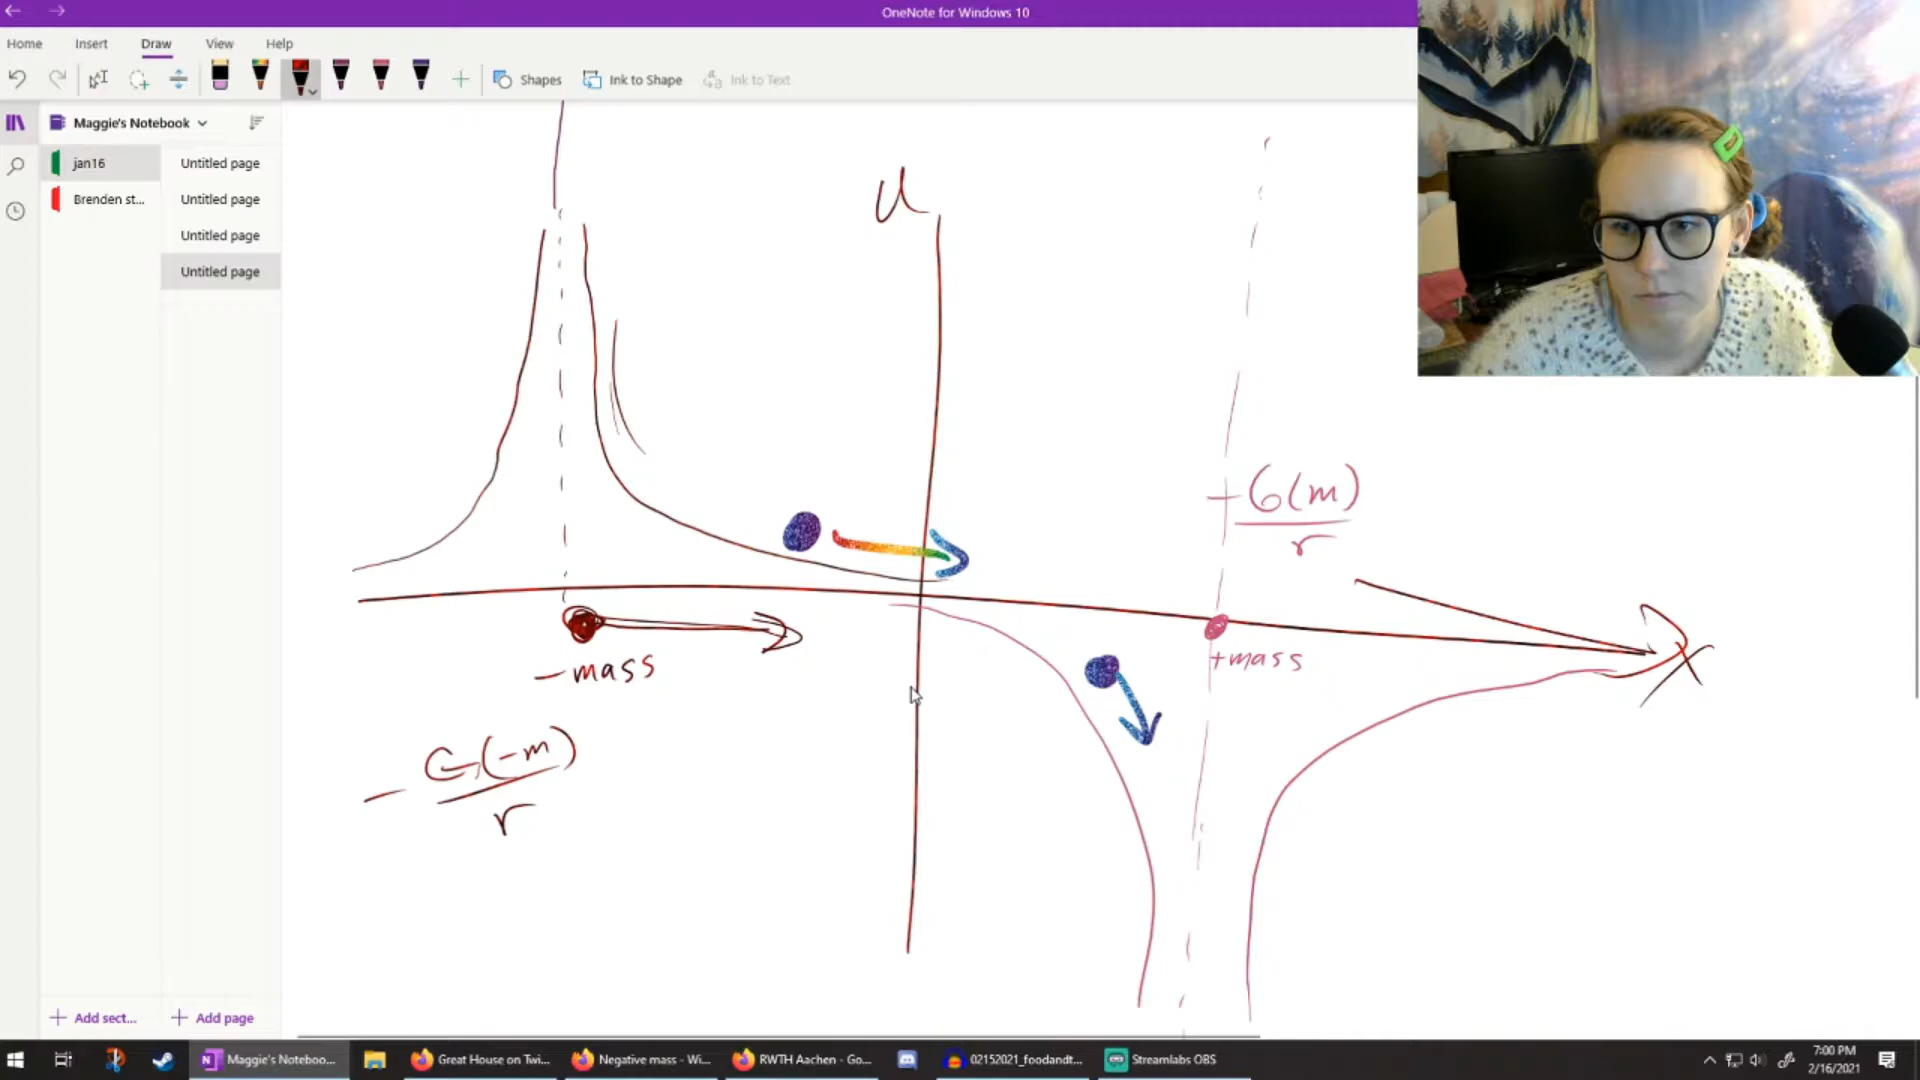 OneNote for Windows 10
Home Insert Draw View Help
Shapes Ink to Shape Ink to Text
Maggie's Notebook
jan16
Brenden st...
Untitled page
Untitled page
Untitled page
Untitled page
U
G(m)
r
+mass
X
-mass
- G(-m)
r
+ Add sect...
+ Add page
Maggie's Noteboo...
Great House on Twi...
Negative mass - Wi...
RWTH Aachen - Go...
02152021_foodandt...
Streamlabs OBS
7:00 PM
2/16/2021